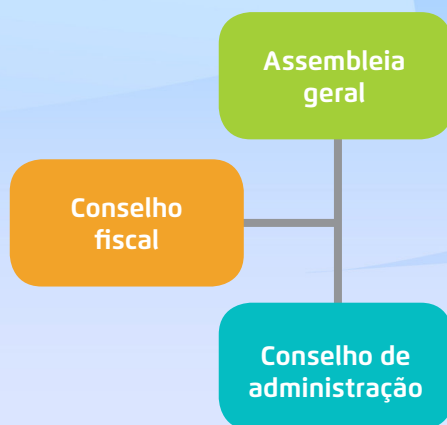 Assembleia
geral
Conselho
fiscal
Conselho de
administração